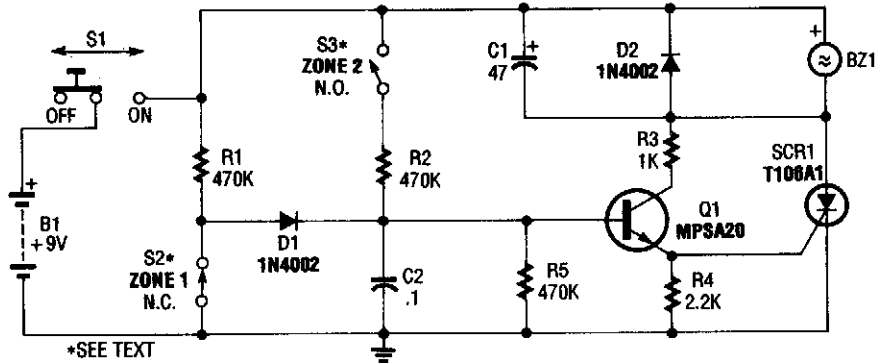 S1
OFF
ON
B1
+9V
+
R1
470K
S2*
ZONE 1
N.C.
*SEE TEXT
D1
1N4002
S3*
ZONE 2
N.O.
R2
470K
C2
.1
C1
47
+
D2
1N4002
R3
1K
Q1
MPSA20
R5
470K
R4
2.2K
SCR1
T106A1
+
BZ1